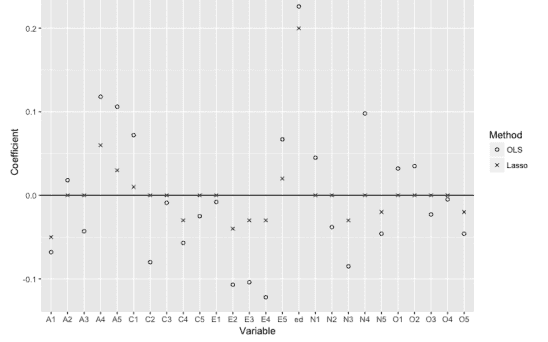 0.2
0.1
0.0
-0.1
Coefficient
A1 A2 A3 A4 A5 C1 C2 C3 C4 C5 E1 E2 E3 E4 E5 ed N1 N2 N3 N4 N5 O1 O2 O3 O4 O5
Variable
Method
OLS
Lasso